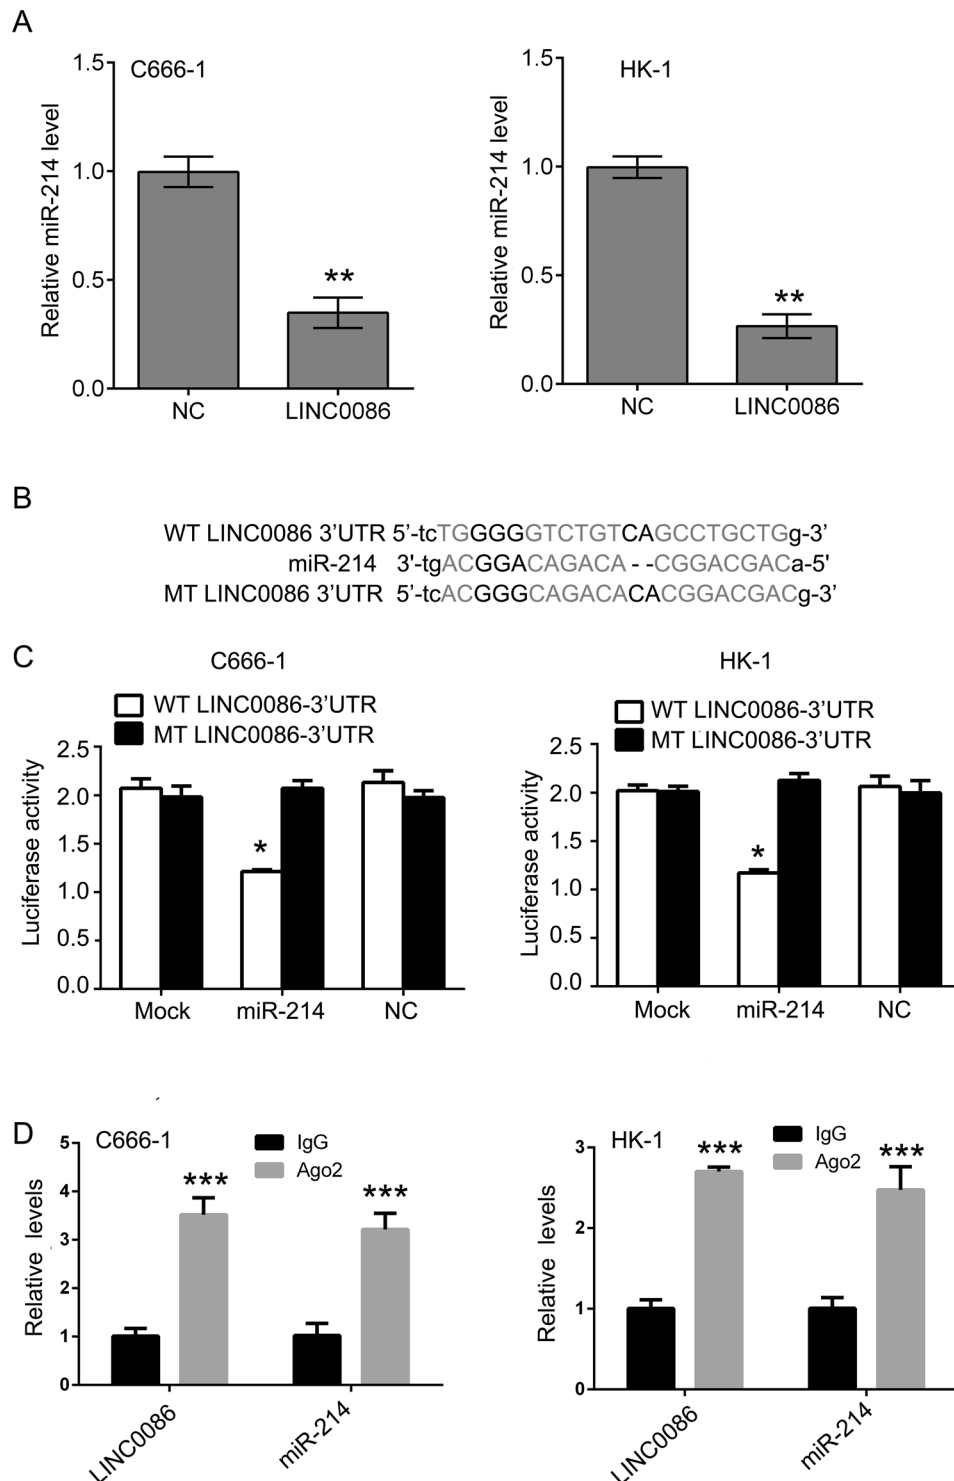 A
C666-1
Relative miR-214 level
1.5
1.0
0.5
0.0
**
NC
LINC0086
HK-1
Relative miR-214 level
1.5
1.0
0.5
0.0
**
NC
LINC0086
B
WT LINC0086 3’UTR 5’-tcTGGGGGTCTGTCAGCCTGCTGg-3’
miR-214 3'-tgACGGACAGACA--CGGACGACa-5'
MT LINC0086 3’UTR 5’-tcACGGGCAGACACACGGACGACg-3’
C
C666-1
WT LINC0086-3’UTR
MT LINC0086-3’UTR
Luciferase activity
2.5
2.0
1.5
1.0
0.5
0.0
*
Mock
miR-214
NC
HK-1
WT LINC0086-3’UTR
MT LINC0086-3’UTR
Luciferase activity
2.5
2.0
1.5
1.0
0.5
0.0
*
Mock
miR-214
NC
D
C666-1
IgG
Ago2
Relative levels
5
4
3
2
1
0
***
***
LINC0086
miR-214
HK-1
IgG
Ago2
Relative levels
3
2
1
0
***
***
LINC0086
miR-214